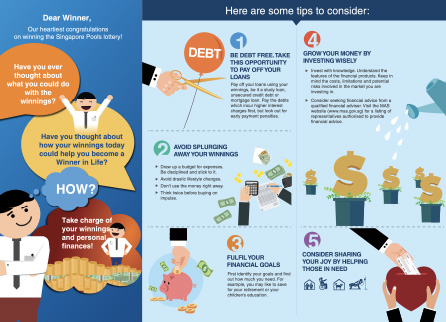 Dear Winner,
Our heartiest congratulations
on winning the Singapore Pools lottery!
Have you ever
thought about
what you could do
with the
winnings?
Have you thought about
how your winnings today
could help you become a
Winner in Life?
HOW?
Take charge of
your winnings
and personal
finances!
Here are some tips to consider:
DEBT
1
BE DEBT FREE. TAKE
THIS OPPORTUNITY
TO PAY OFF YOUR
LOANS
Pay off your loans using your
winnings, be it a study loan,
unsecured credit debt or
mortgage loan. Pay the debts
which incur higher interest
charges first, but look out for
early payment penalties.
2
AVOID SPLURGING
AWAY YOUR WINNINGS
Draw up a budget for expenses.
Be disciplined and stick to it.
Avoid drastic lifestyle changes.
Don't use the money right away.
Think twice before buying on
impulse.
3
FULFIL YOUR
FINANCIAL GOALS
First identify your goals and find
out how much you need. For
example, you may like to save
for your retirement or your
children's education.
4
GROW YOUR MONEY BY
INVESTING WISELY
Invest with knowledge. Understand the
features of the financial products. Keep in
mind the costs, limitations and potential
risks involved in the market you are
investing in.
Consider seeking financial advice from a
qualified financial adviser. Visit the MAS
website (www.mas.gov.sg) for a listing of
representatives authorised to provide
financial advice.
5
CONSIDER SHARING
YOUR JOY BY HELPING
THOSE IN NEED